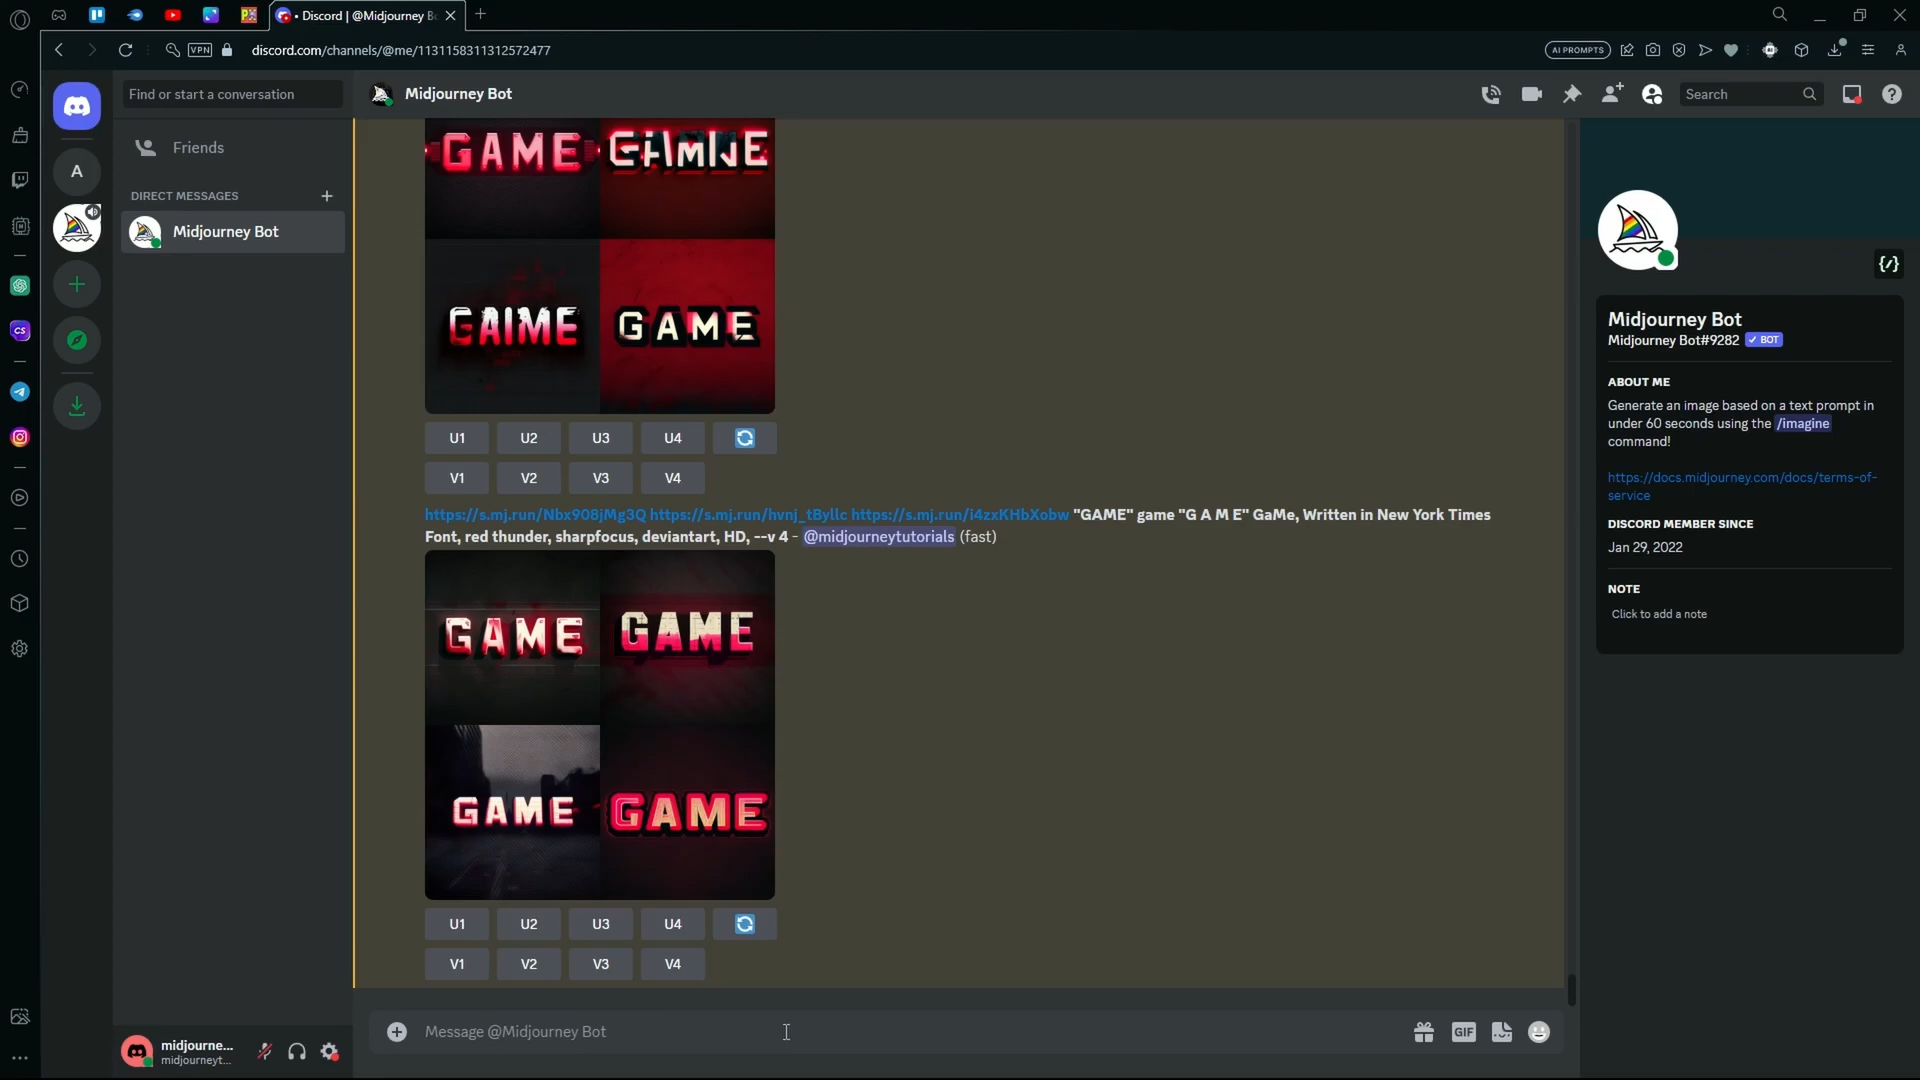 Discord | @Midjourney B
VPN
discord.com/channels/@me/1131158311312572477
AI PROMPTS
Find or start a conversation
Midjourney Bot
Search
Friends
A
DIRECT MESSAGES
Midjourney Bot
CS
GAME
GAIME
GAME
U1 U2 U3 U4
V1 V2 V3 V4
https://s.mj.run/Nbx908jMg3Q https://s.mj.run/hvnj_tByllc https://s.mj.run/i4zxKHbXobw "GAME" game "G A M E" GaMe, Written in New York Times
Font, red thunder, sharpfocus, deviantart, HD, --v 4 - @midjourneytutorials (fast)
GAME GAME
GAME GAME
U1 U2 U3 U4
V1 V2 V3 V4
Message @Midjourney Bot
GIF
midjourne...
midjourneyt...
Midjourney Bot
Midjourney Bot#9282 BOT
ABOUT ME
Generate an image based on a text prompt in
under 60 seconds using the /imagine
command!
https://docs.midjourney.com/docs/terms-of-
service
DISCORD MEMBER SINCE
Jan 29, 2022
NOTE
Click to add a note